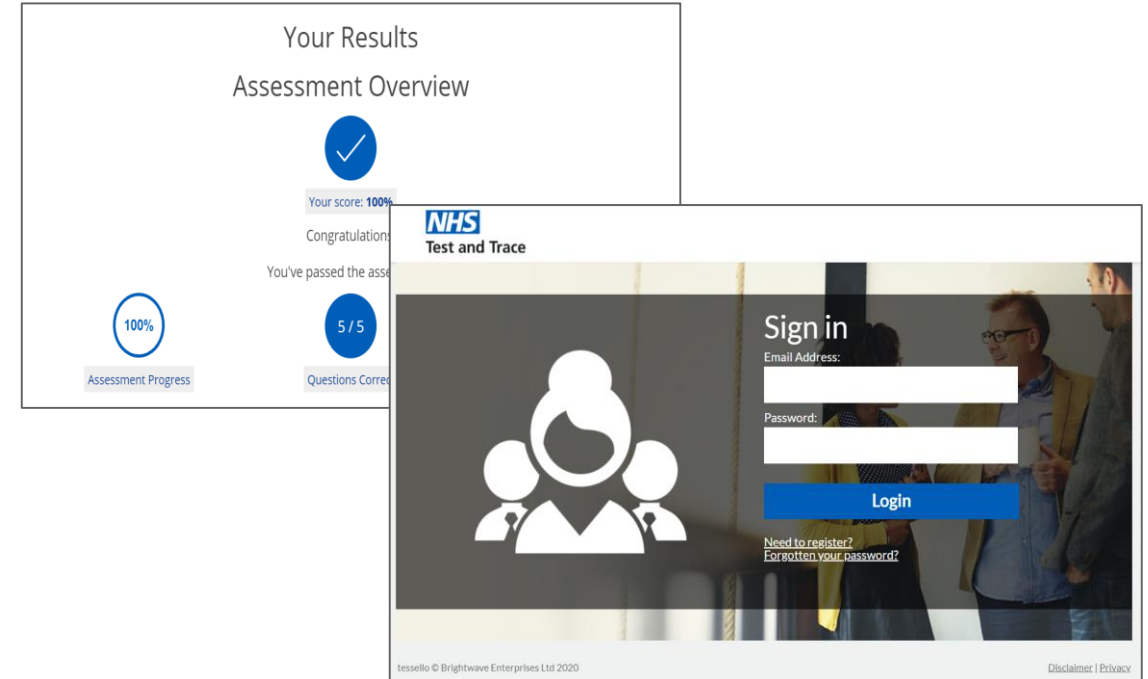 Your Results
Assessment Overview
Your score: 100%
Congratulations
You've passed the asse
100%
5 / 5
Assessment Progress
Questions Correc
NHS
Test and Trace
Sign in
Email Address:
Password:
Login
Need to register?
Forgotten your password?
tessello © Brightwave Enterprises Ltd 2020
Disclaimer | Privacy